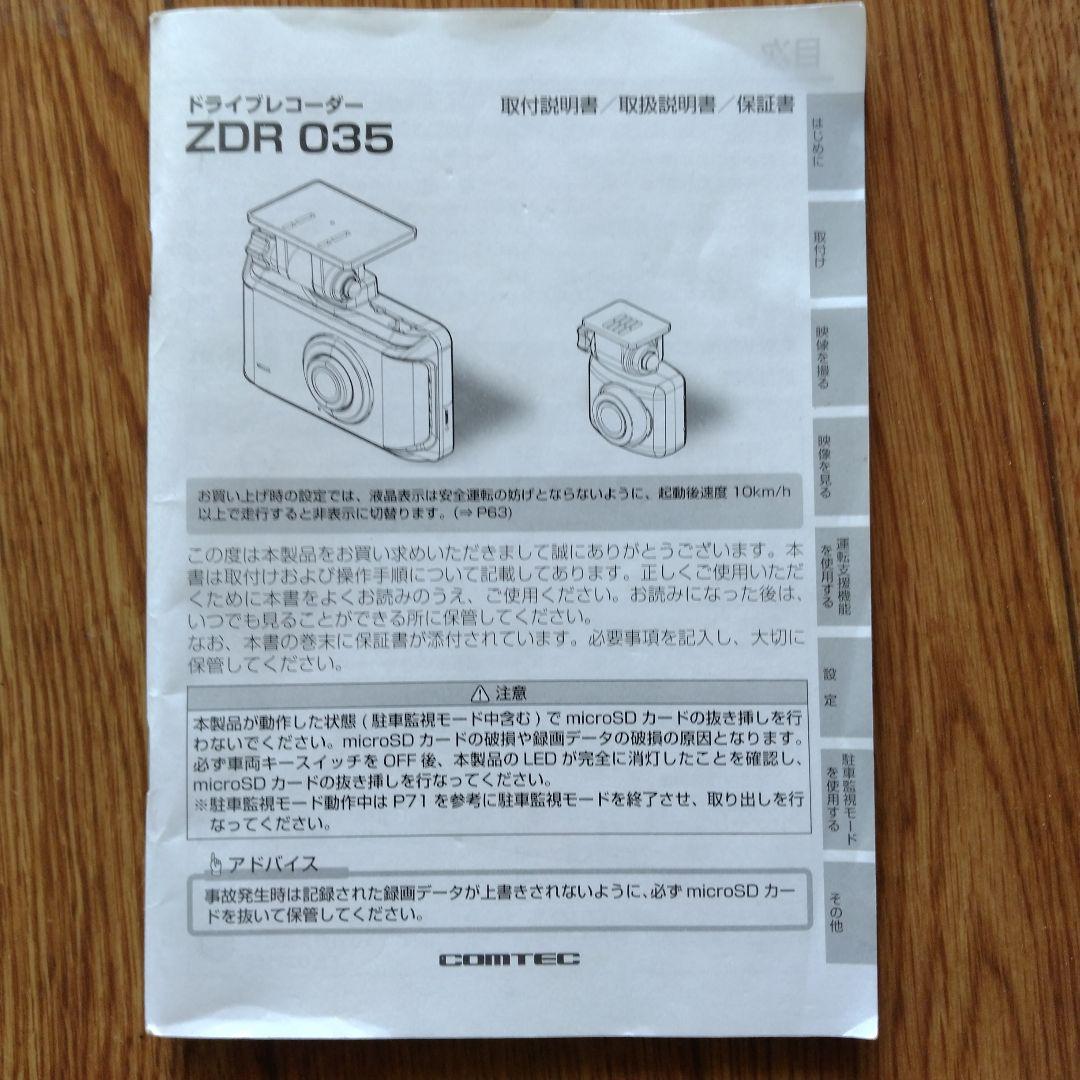 目次
ドライブレコーダー
ZDR 035
取付説明書/取扱説明書/保証書
お買い上げ時の設定では、液晶表示は安全運転の妨げとならないように、起動後速度 10km/h
以上で走行すると非表示に切替ります。(⇒ P63)
この度は本製品をお買い求めいただきまして誠にありがとうございます。本
書は取付けおよび操作手順について記載してあります。正しくご使用いただ
くために本書をよくお読みのうえ、ご使用ください。お読みになった後は、
いつでも見ることができる所に保管してください。
なお、本書の巻末に保証書が添付されています。必要事項を記入し、大切に
保管してください。
⚠ 注意
本製品が動作した状態 ( 駐車監視モード中含む ) で microSD カードの抜き挿しを行
わないでください。microSD カードの破損や録画データの破損の原因となります。
必ず車両キースイッチを OFF 後、本製品の LED が完全に消灯したことを確認し、
microSD カードの抜き挿しを行なってください。
※駐車監視モード動作中は P71 を参考に駐車監視モードを終了させ、取り出しを行
なってください。
アドバイス
事故発生時は記録された録画データが上書きされないように、必ず microSD カー
ドを抜いて保管してください。
COMTEC
はじめに
取付け
映像を撮る
映像を見る
運転支援機能
を使用する
設 定
駐車監視モード
を使用する
その他